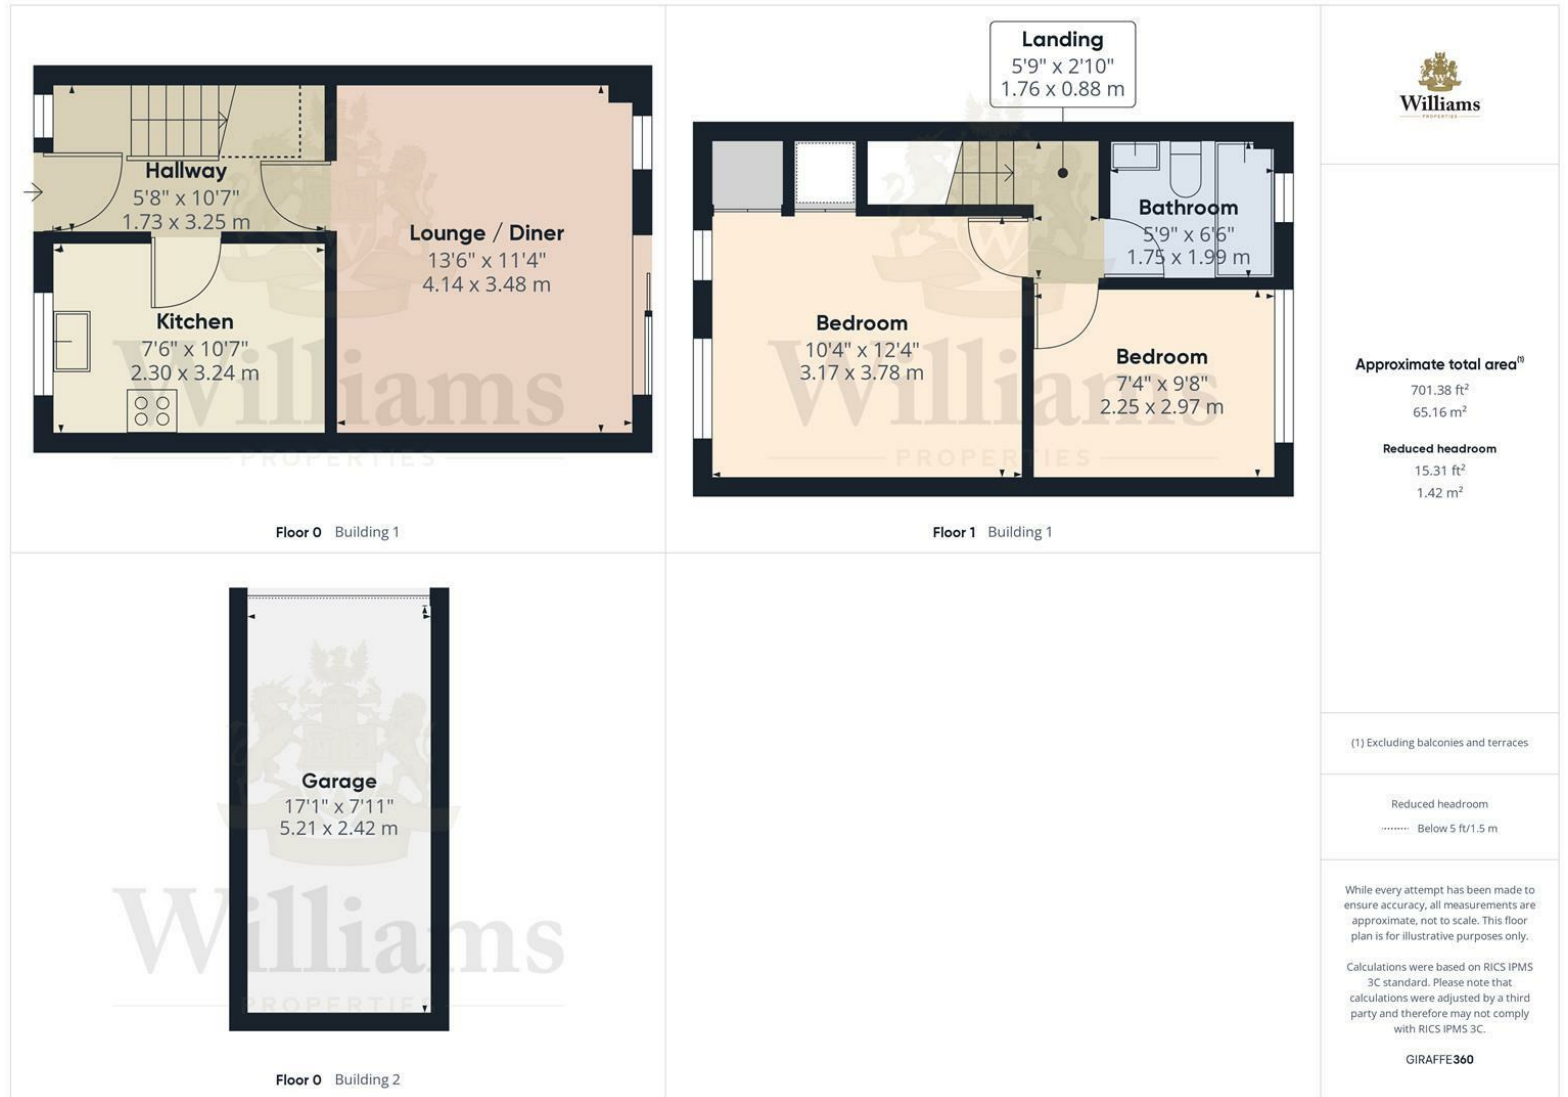 Hallway
5'8" x 10'7"
1.73 x 3.25 m
Lounge / Diner
13'6" x 11'4"
4.14 x 3.48 m
Kitchen
7'6" x 10'7"
2.30 x 3.24 m
Williams
PROPERTIES
Floor 0 Building 1
Landing
5'9" x 2'10"
1.76 x 0.88 m
Bathroom
5'9" x 6'6"
1.75 x 1.99 m
Bedroom
10'4" x 12'4"
3.17 x 3.78 m
Bedroom
7'4" x 9'8"
2.25 x 2.97 m
Williams
PROPERTIES
Floor 1 Building 1
Garage
17'1" x 7'11"
5.21 x 2.42 m
Williams
PROPERTIES
Floor 0 Building 2
Williams
PROPERTIES
Approximate total area(1)
701.38 ft²
65.16 m²
Reduced headroom
15.31 ft²
1.42 m²
(1) Excluding balconies and terraces
Reduced headroom
Below 5 ft/1.5 m
While every attempt has been made to
ensure accuracy, all measurements are
approximate, not to scale. This floor
plan is for illustrative purposes only.
Calculations were based on RICS IPMS
3C standard. Please note that
calculations were adjusted by a third
party and therefore may not comply
with RICS IPMS 3C.
GIRAFFE360